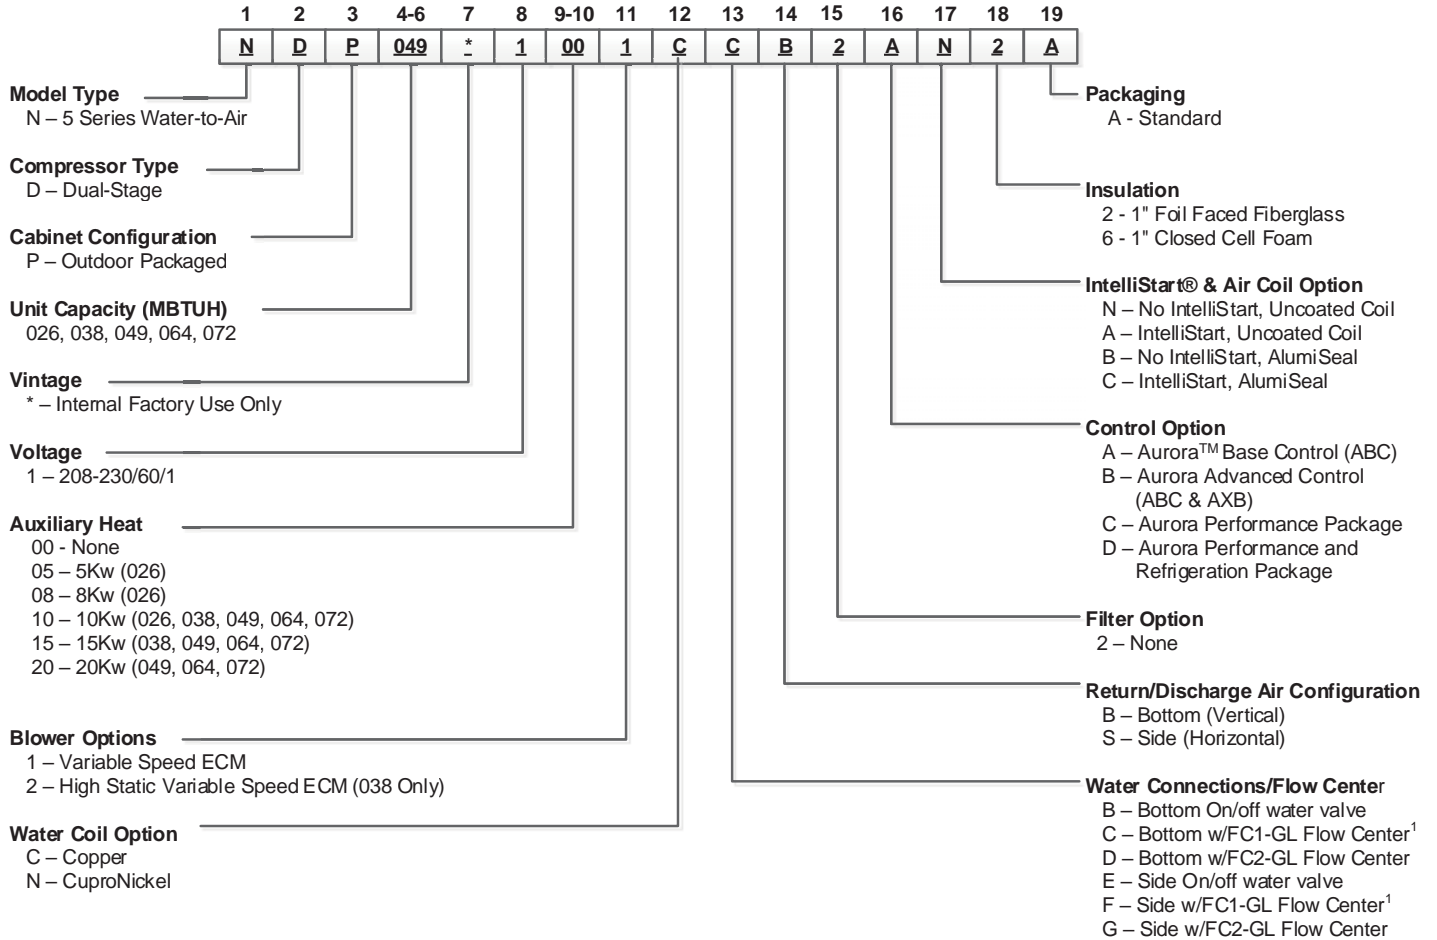 1 2 3 4-6 7 8 9-10 11 12 13 14 15 16 17 18 19
N D P 049 * 1 00 1 C C B 2 A N 2 A
Model Type
N – 5 Series Water-to-Air
Compressor Type
D – Dual-Stage
Cabinet Configuration
P – Outdoor Packaged
Unit Capacity (MBTUH)
026, 038, 049, 064, 072
Vintage
* – Internal Factory Use Only
Voltage
1 – 208-230/60/1
Auxiliary Heat
00 - None
05 – 5Kw (026)
08 – 8Kw (026)
10 – 10Kw (026, 038, 049, 064, 072)
15 – 15Kw (038, 049, 064, 072)
20 – 20Kw (049, 064, 072)
Blower Options
1 – Variable Speed ECM
2 – High Static Variable Speed ECM (038 Only)
Water Coil Option
C – Copper
N – CuproNickel
Packaging
A - Standard
Insulation
2 - 1" Foil Faced Fiberglass
6 - 1" Closed Cell Foam
IntelliStart® & Air Coil Option
N – No IntelliStart, Uncoated Coil
A – IntelliStart, Uncoated Coil
B – No IntelliStart, AlumiSeal
C – IntelliStart, AlumiSeal
Control Option
A – Aurora™ Base Control (ABC)
B – Aurora Advanced Control
(ABC & AXB)
C – Aurora Performance Package
D – Aurora Performance and
Refrigeration Package
Filter Option
2 – None
Return/Discharge Air Configuration
B – Bottom (Vertical)
S – Side (Horizontal)
Water Connections/Flow Center
B – Bottom On/off water valve
C – Bottom w/FC1-GL Flow Center¹
D – Bottom w/FC2-GL Flow Center
E – Side On/off water valve
F – Side w/FC1-GL Flow Center¹
G – Side w/FC2-GL Flow Center